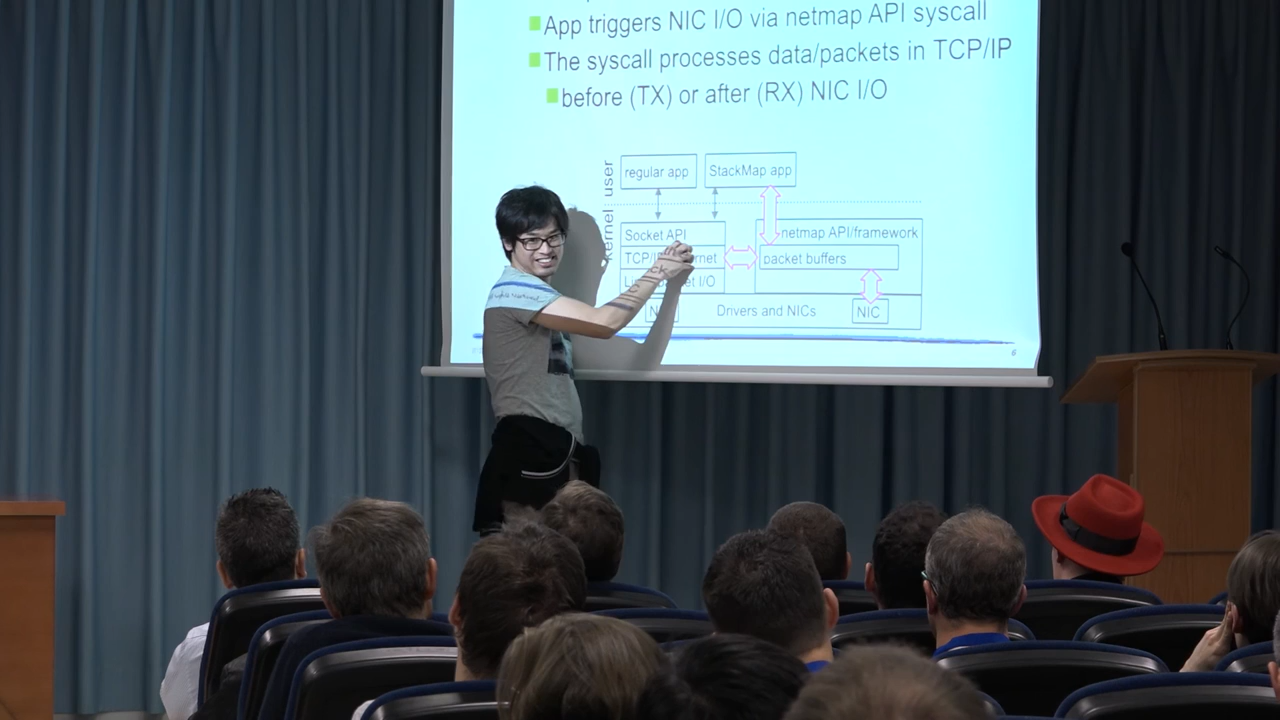 App triggers NIC I/O via netmap API syscall
The syscall processes data/packets in TCP/IP
before (TX) or after (RX) NIC I/O
user
regular app
StackMap app
kernel
Socket API
netmap API/framework
packet buffers
Drivers and NICs
NIC
6